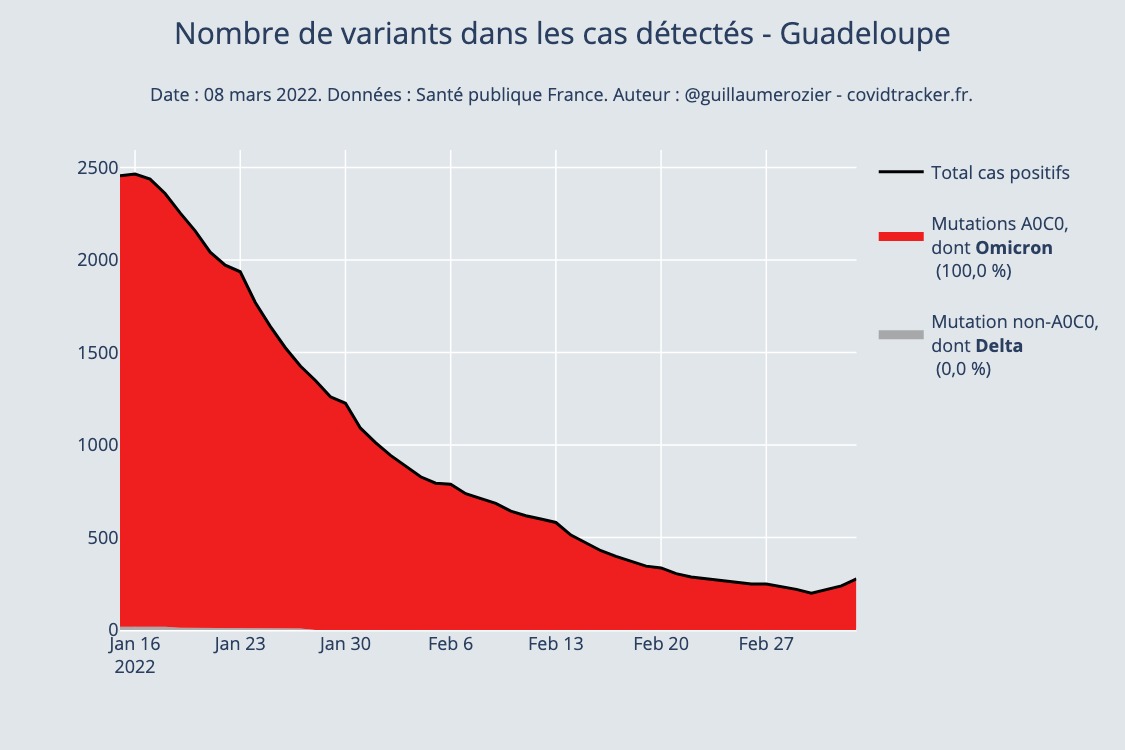 Nombre de variants dans les cas détectés - Guadeloupe
Date : 08 mars 2022. Données : Santé publique France. Auteur : @guillaumerozier - covidtracker.fr.
2500
2000
1500
1000
500
0
Jan 16
2022
Jan 23
Jan 30
Feb 6
Feb 13
Feb 20
Feb 27
Total cas positifs
Mutations A0C0,
dont Omicron
(100,0 %)
Mutation non-A0C0,
dont Delta
(0,0 %)